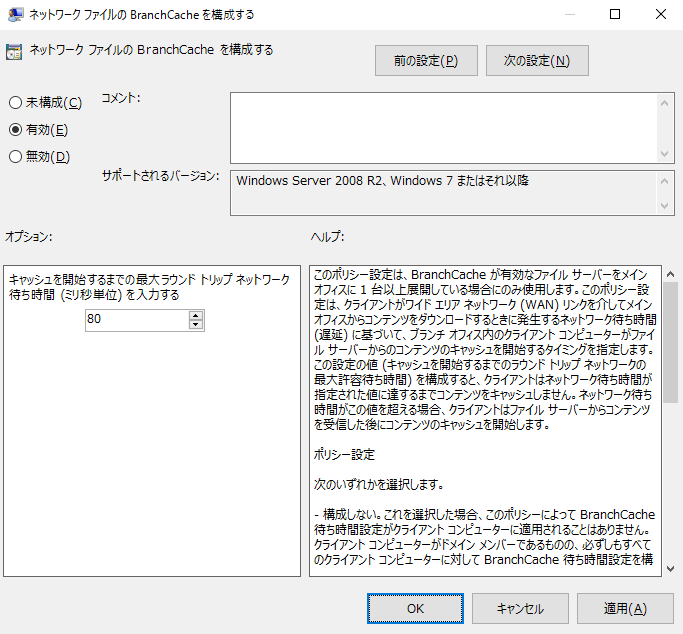 ネットワーク ファイルの BranchCache を構成する
ネットワーク ファイルの BranchCache を構成する
前の設定(P)
次の設定(N)
未構成(C)
有効(E)
無効(D)
コメント:
サポートされるバージョン:
Windows Server 2008 R2、Windows 7 またはそれ以降
オプション:
ヘルプ:
キャッシュを開始するまでの最大ラウンド トリップ ネットワーク
待ち時間 (ミリ秒単位) を入力する
80
このポリシー設定は、BranchCache が有効なファイル サーバーをメイン
オフィスに 1 台以上展開している場合にのみ使用します。このポリシー設
定は、クライアントがワイド エリア ネットワーク (WAN) リンクを介してメイン
オフィスからコンテンツをダウンロードするときに発生するネットワーク待ち時間
(遅延) に基づいて、ブランチ オフィス内のクライアント コンピューターがファイ
ル サーバーからのコンテンツのキャッシュを開始するタイミングを指定します。
この設定の値 (キャッシュを開始するまでのラウンド トリップ ネットワークの
最大許容待ち時間) を構成すると、クライアントはネットワーク待ち時間が
指定された値に達するまでコンテンツをキャッシュしません。ネットワーク待ち
時間がこの値を超える場合、クライアントはファイル サーバーからコンテンツ
を受信した後にコンテンツのキャッシュを開始します。
ポリシー設定
次のいずれかを選択します。
- 構成しない。これを選択した場合、このポリシーによって BranchCache
待ち時間設定がクライアント コンピューターに適用されることはありません。
クライアント コンピューターがドメイン メンバーであるものの、必ずしもすべて
のクライアント コンピューターに対して BranchCache 待ち時間設定を構
OK
キャンセル
適用(A)